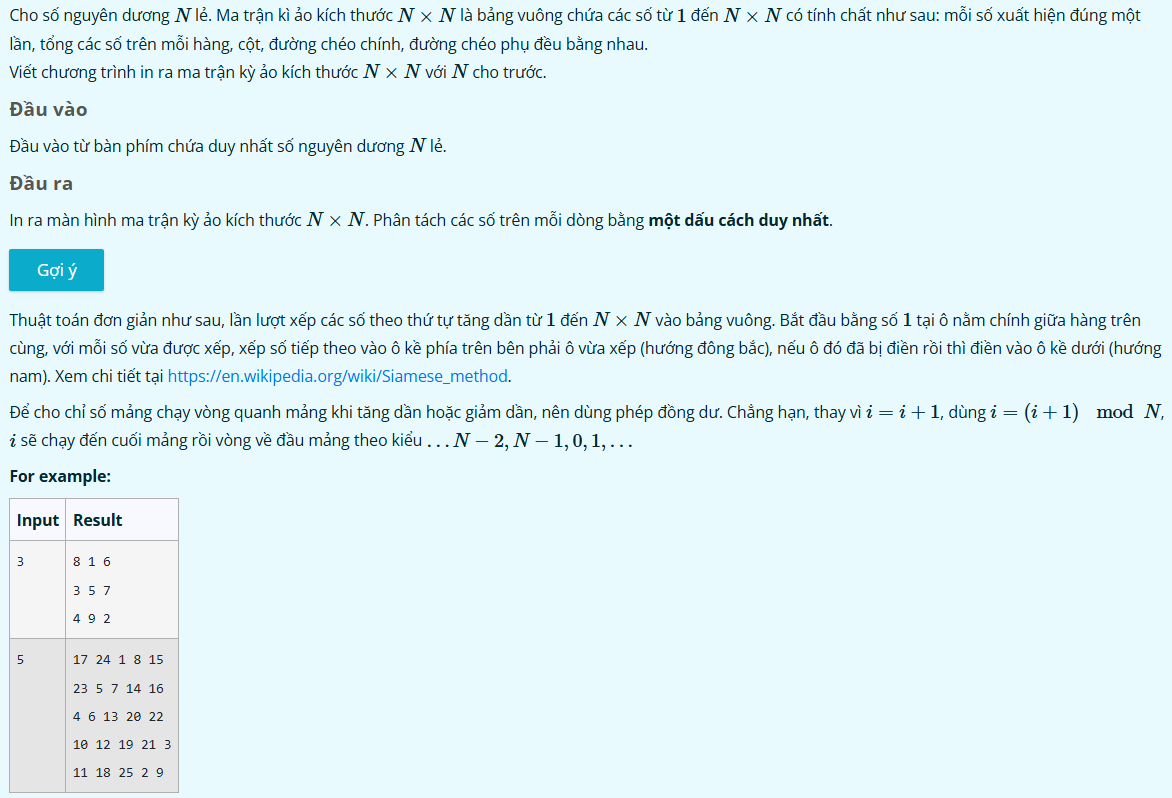 Cho số nguyên dương N lẻ. Ma trận kì ảo kích thước N × N là bảng vuông chứa các số từ 1 đến N × N có tính chất như sau: mỗi số xuất hiện đúng một
lần, tổng các số trên mỗi hàng, cột, đường chéo chính, đường chéo phụ đều bằng nhau.
Viết chương trình in ra ma trận kỳ ảo kích thước N × N với N cho trước.
Đầu vào
Đầu vào từ bàn phím chứa duy nhất số nguyên dương N lẻ.
Đầu ra
In ra màn hình ma trận kỳ ảo kích thước N × N. Phân tách các số trên mỗi dòng bằng một dấu cách duy nhất.
Gợi ý
Thuật toán đơn giản như sau, lần lượt xếp các số theo thứ tự tăng dần từ 1 đến N × N vào bảng vuông. Bắt đầu bằng số 1 tại ô nằm chính giữa hàng trên
cùng, với mỗi số vừa được xếp, xếp số tiếp theo vào ô kề phía trên bên phải ô vừa xếp (hướng đông bắc), nếu ô đó đã bị điền rồi thì điền vào ô kề dưới (hướng
nam). Xem chi tiết tại https://en.wikipedia.org/wiki/Siamese_method.
Để cho chỉ số mảng chạy vòng quanh mảng khi tăng dần hoặc giảm dần, nên dùng phép đồng dư. Chẳng hạn, thay vì i = i + 1, dùng i = (i + 1) mod N,
i sẽ chạy đến cuối mảng rồi vòng về đầu mảng theo kiểu . . . N − 2, N − 1, 0, 1, . . .
For example:
Input Result
3 8 1 6
3 5 7
4 9 2
5 17 24 1 8 15
23 5 7 14 16
4 6 13 20 22
10 12 19 21 3
11 18 25 2 9